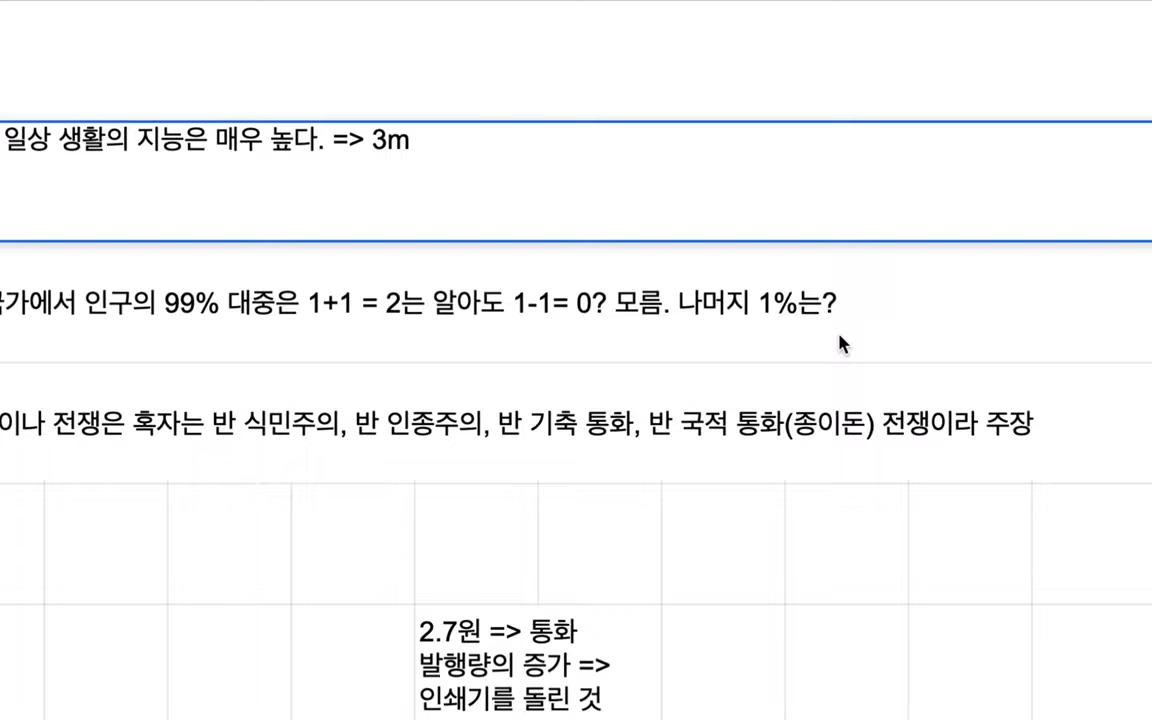 일상 생활의 지능은 매우 높다. => 3m
국가에서 인구의 99% 대중은 1+1 = 2는 알아도 1-1= 0? 모름. 나머지 1%는?
이나 전쟁은 혹자는 반 식민주의, 반 인종주의, 반 기축 통화, 반 국적 통화(종이돈) 전쟁이라 주장
2.7원 => 통화
발행량의 증가 =>
인쇄기를 돌린 것